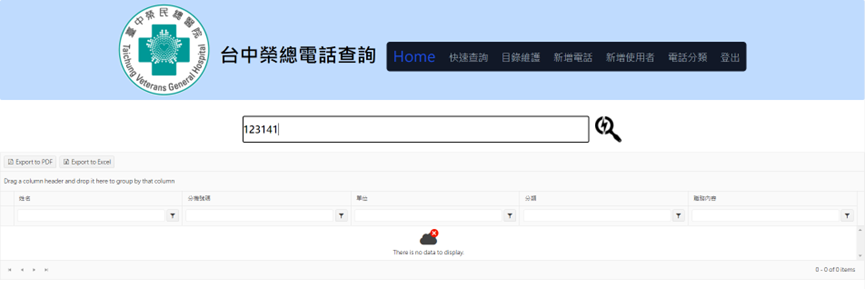 臺中榮民總醫院
Taichung Veterans General Hospital
台中榮總電話查詢
Home 快速查詢 目錄維護 新增電話 新增使用者 電話分類 登出
123141
Export to PDF Export to Excel
Drag a column header and drop it here to group by that column
姓名 分機號碼 單位 分類 職務內容
There is no data to display.
0 - 0 of 0 items